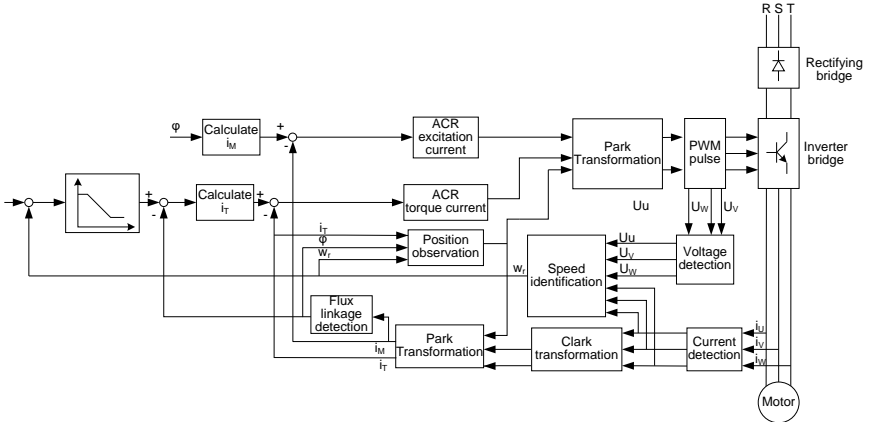 R S T
Rectifying
bridge
φ
Calculate
iM
+
-
ACR
excitation
current
Park
Transformation
PWM
pulse
Inverter
bridge
+
-
Calculate
iT
+
-
ACR
torque current
Uu
UW
UV
iT
φ
wr
Position
observation
wr
Speed
identification
Uu
UV
UW
Voltage
detection
Flux
linkage
detection
iM
iT
Park
Transformation
Clark
transformation
Current
detection
iU
iV
iW
Motor